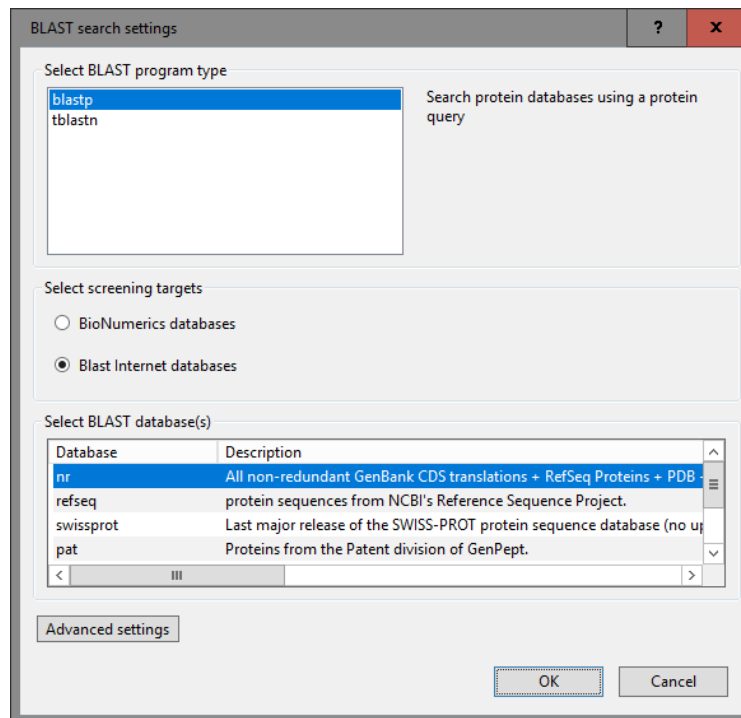 BLAST search settings
? x
Select BLAST program type
blastp
tblastn
Search protein databases using a protein
query
Select screening targets
BioNumerics databases
Blast Internet databases
Select BLAST database(s)
Database Description
nr All non-redundant GenBank CDS translations + RefSeq Proteins + PDB
refseq protein sequences from NCBI's Reference Sequence Project.
swissprot Last major release of the SWISS-PROT protein sequence database (no
pat Proteins from the Patent division of GenPept.
Advanced settings
OK Cancel